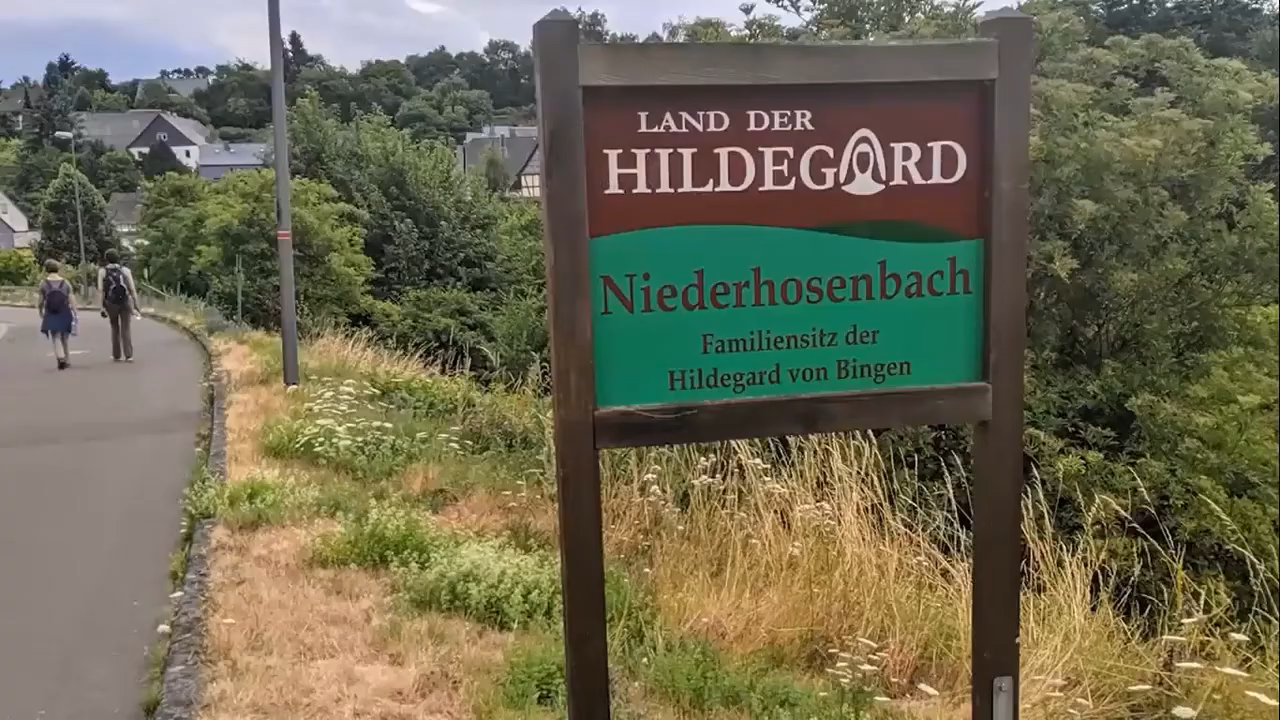 LAND DER
HILDEGARD
Niederhosenbach
Familiensitz der
Hildegard von Bingen